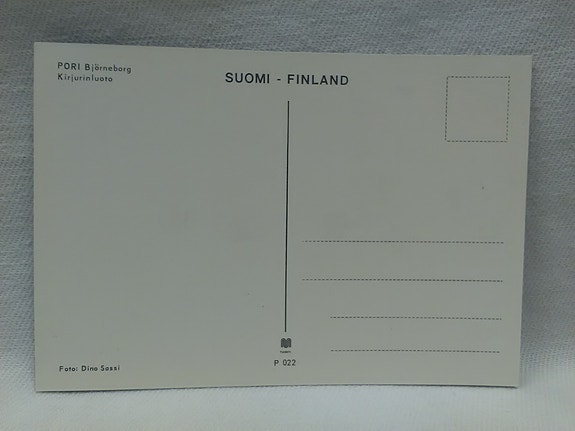 PORI Björneborg
Kirjurinluoto
SUOMI - FINLAND
P 022
Foto: Dino Sassi